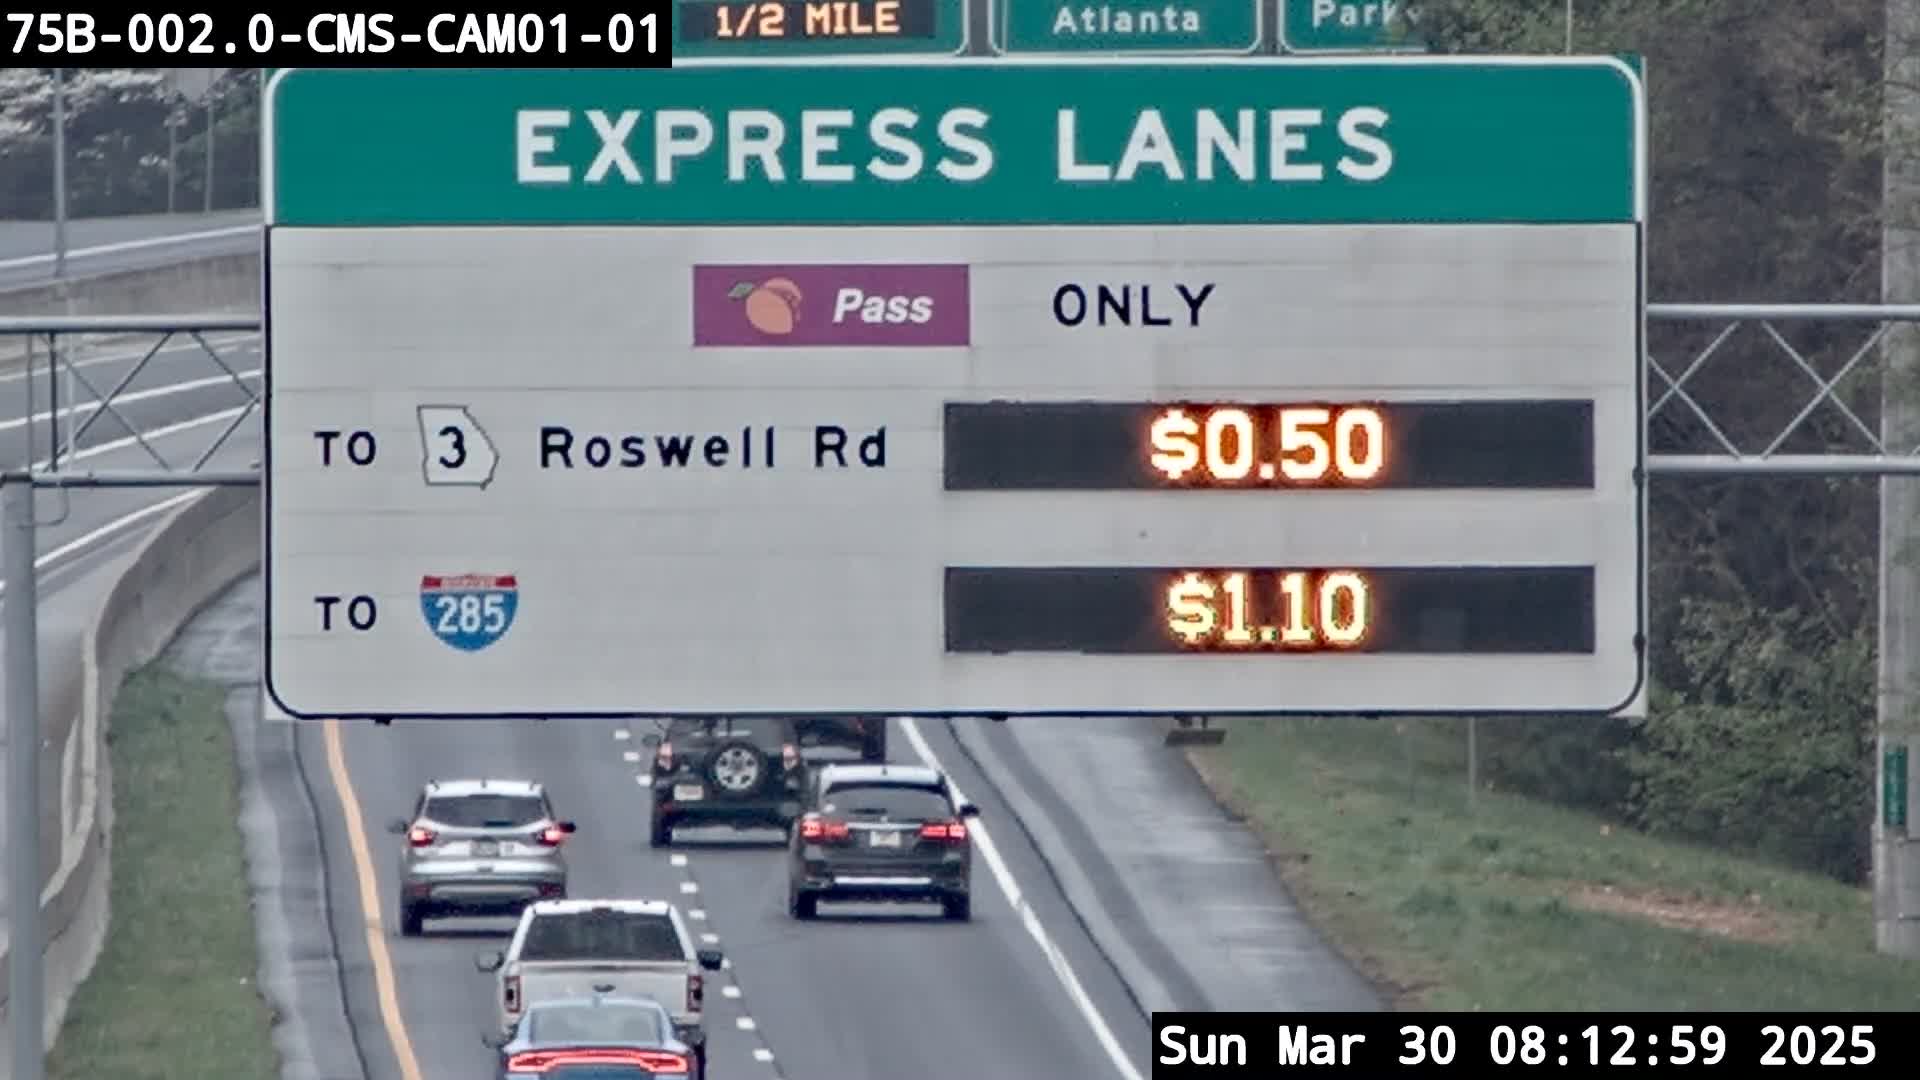 75B-002.0-CMS-CAM01-01
1/2 MILE
Atlanta
Park
EXPRESS LANES
Pass ONLY
TO 3 Roswell Rd $0.50
TO 285 $1.10
Sun Mar 30 08:12:59 2025